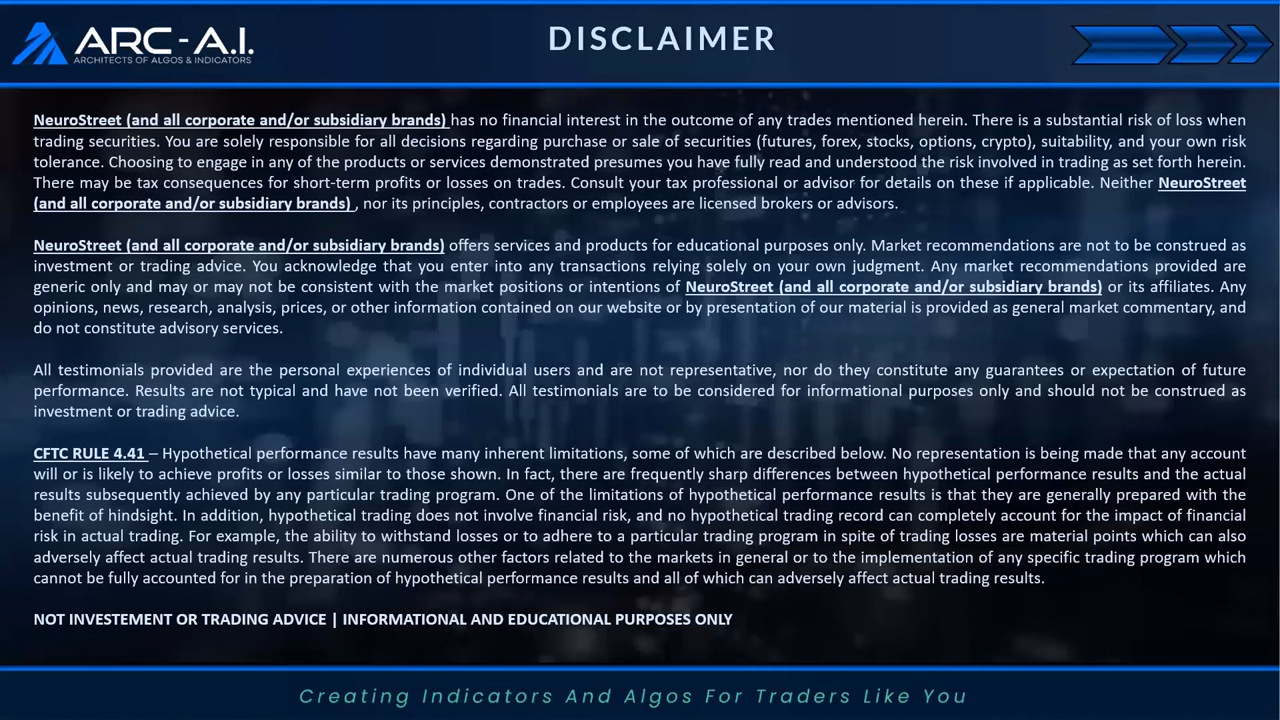 ARC-A.I.
ARCHITECTS OF ALGOS & INDICATORS
DISCLAIMER
NeuroStreet (and all corporate and/or subsidiary brands) has no financial interest in the outcome of any trades mentioned herein. There is a substantial risk of loss when
trading securities. You are solely responsible for all decisions regarding purchase or sale of securities (futures, forex, stocks, options, crypto), suitability, and your own risk
tolerance. Choosing to engage in any of the products or services demonstrated presumes you have fully read and understood the risk involved in trading as set forth herein.
There may be tax consequences for short-term profits or losses on trades. Consult your tax professional or advisor for details on these if applicable. Neither NeuroStreet
(and all corporate and/or subsidiary brands) , nor its principles, contractors or employees are licensed brokers or advisors.
NeuroStreet (and all corporate and/or subsidiary brands) offers services and products for educational purposes only. Market recommendations are not to be construed as
investment or trading advice. You acknowledge that you enter into any transactions relying solely on your own judgment. Any market recommendations provided are
generic only and may or may not be consistent with the market positions or intentions of NeuroStreet (and all corporate and/or subsidiary brands) or its affiliates. Any
opinions, news, research, analysis, prices, or other information contained on our website or by presentation of our material is provided as general market commentary, and
do not constitute advisory services.
All testimonials provided are the personal experiences of individual users and are not representative, nor do they constitute any guarantees or expectation of future
performance. Results are not typical and have not been verified. All testimonials are to be considered for informational purposes only and should not be construed as
investment or trading advice.
CFTC RULE 4.41 – Hypothetical performance results have many inherent limitations, some of which are described below. No representation is being made that any account
will or is likely to achieve profits or losses similar to those shown. In fact, there are frequently sharp differences between hypothetical performance results and the actual
results subsequently achieved by any particular trading program. One of the limitations of hypothetical performance results is that they are generally prepared with the
benefit of hindsight. In addition, hypothetical trading does not involve financial risk, and no hypothetical trading record can completely account for the impact of financial
risk in actual trading. For example, the ability to withstand losses or to adhere to a particular trading program in spite of trading losses are material points which can also
adversely affect actual trading results. There are numerous other factors related to the markets in general or to the implementation of any specific trading program which
cannot be fully accounted for in the preparation of hypothetical performance results and all of which can adversely affect actual trading results.
NOT INVESTEMENT OR TRADING ADVICE | INFORMATIONAL AND EDUCATIONAL PURPOSES ONLY
Creating Indicators And Algos For Traders Like You